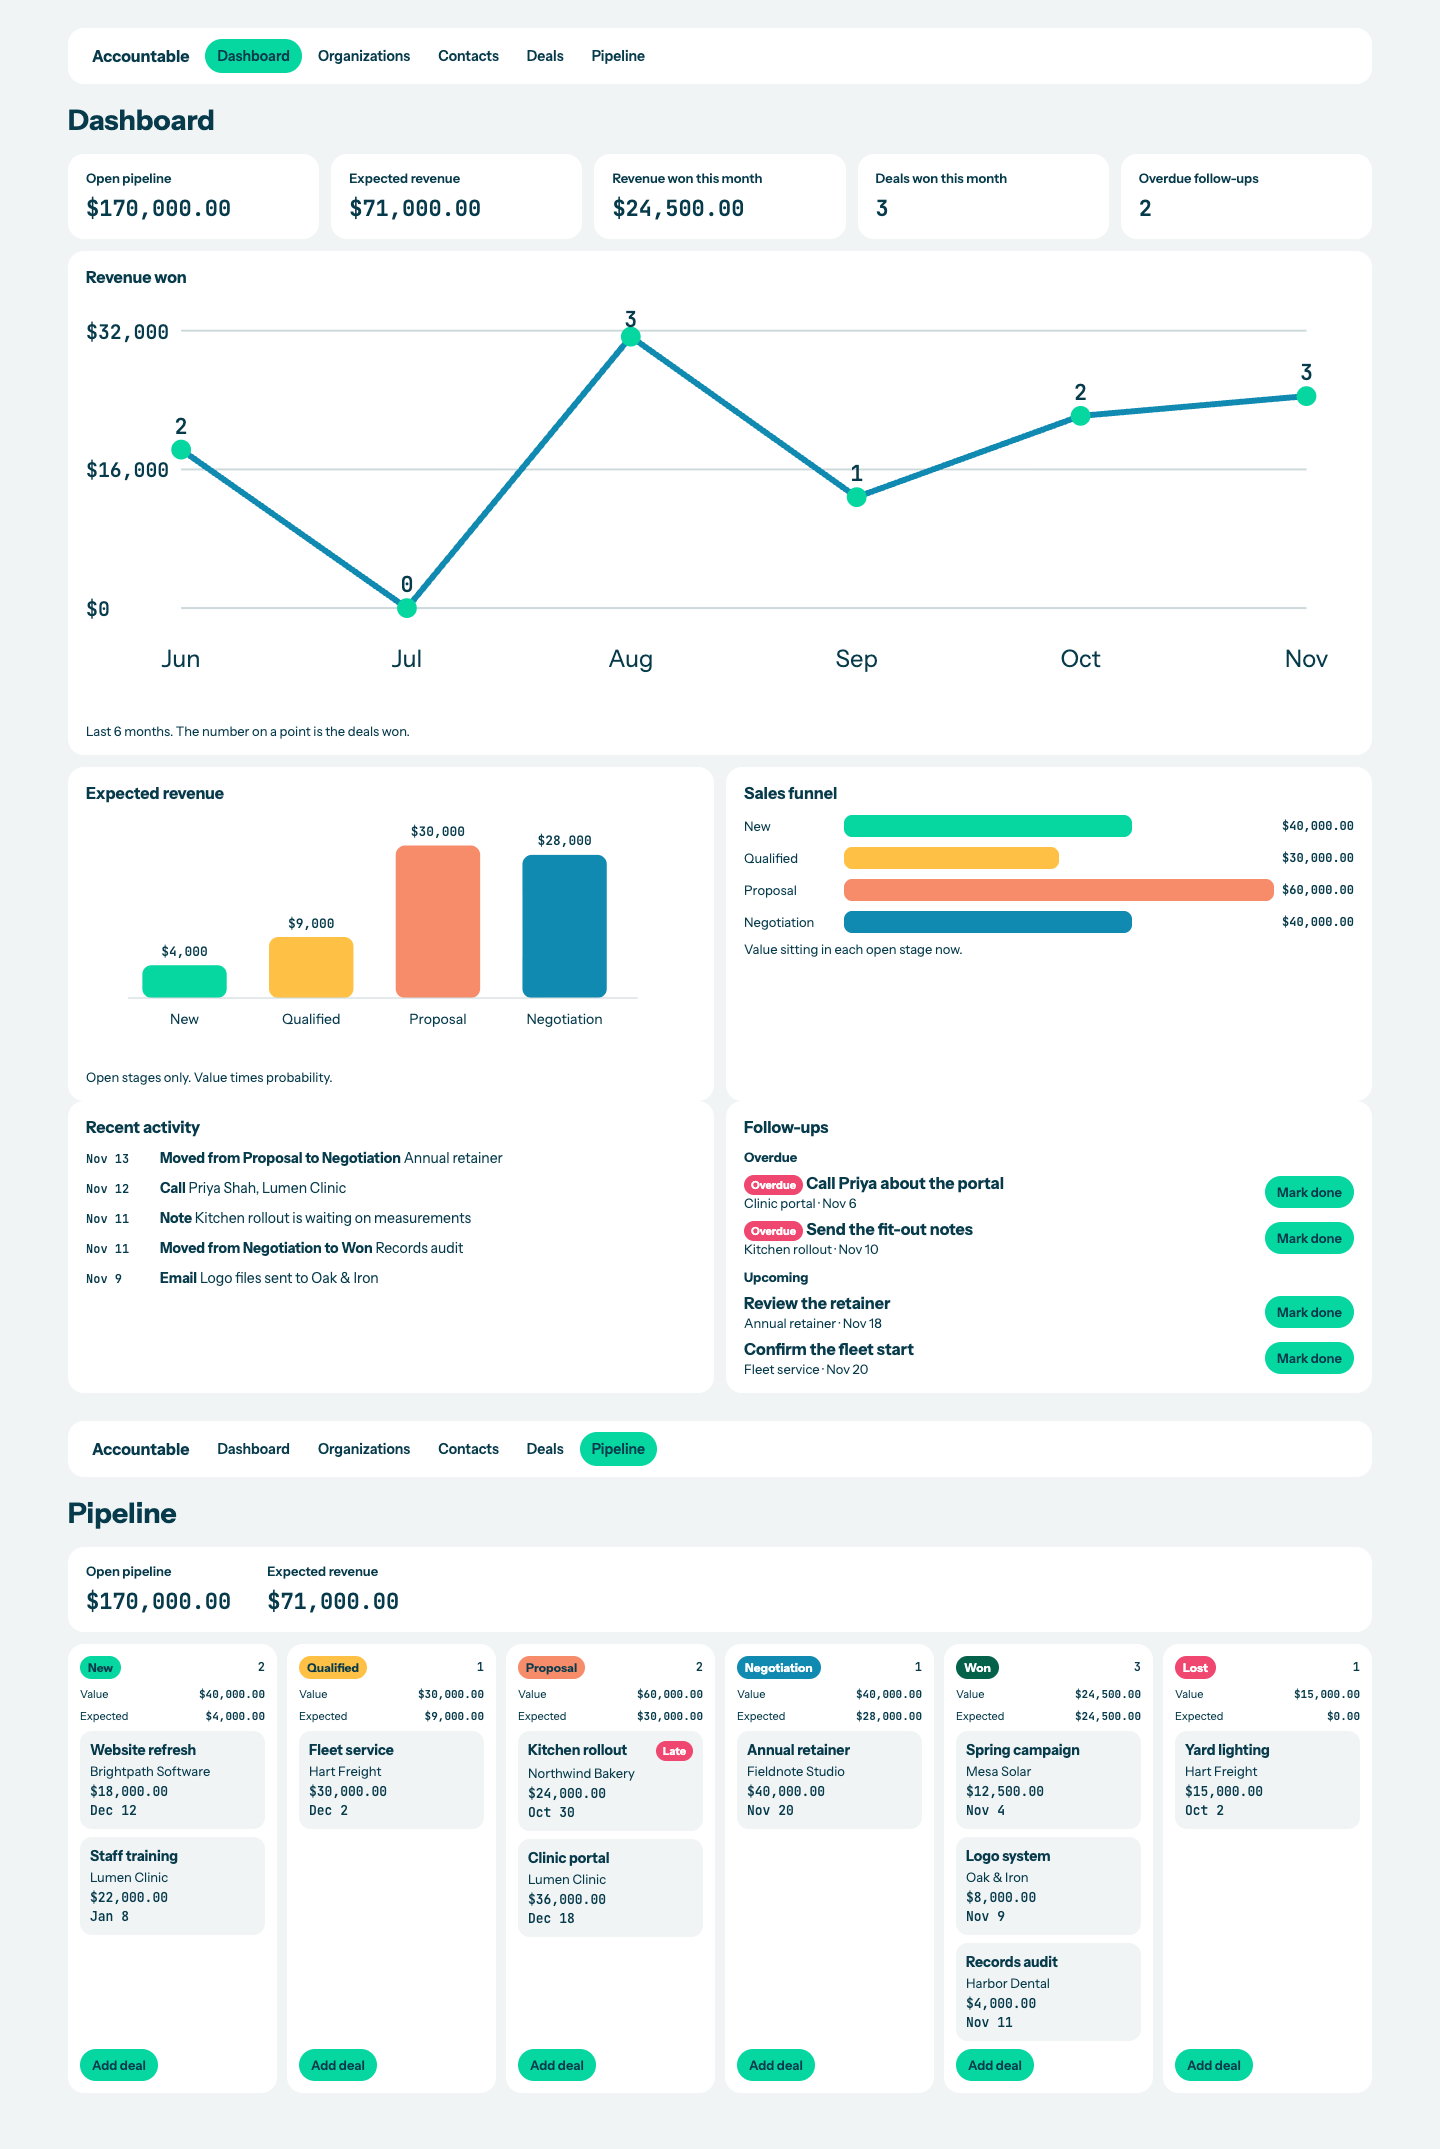 Accountable Dashboard Organizations Contacts Deals Pipeline
Dashboard
Open pipeline
$170,000.00
Expected revenue
$71,000.00
Revenue won this month
$24,500.00
Deals won this month
3
Overdue follow-ups
2
Revenue won
$32,000
$16,000
$0
2
0
3
1
2
3
Jun Jul Aug Sep Oct Nov
Last 6 months. The number on a point is the deals won.
Expected revenue
$4,000
$9,000
$30,000
$28,000
New Qualified Proposal Negotiation
Open stages only. Value times probability.
Sales funnel
New $40,000.00
Qualified $30,000.00
Proposal $60,000.00
Negotiation $40,000.00
Value sitting in each open stage now.
Recent activity
Nov 13 Moved from Proposal to Negotiation Annual retainer
Nov 12 Call Priya Shah, Lumen Clinic
Nov 11 Note Kitchen rollout is waiting on measurements
Nov 11 Moved from Negotiation to Won Records audit
Nov 9 Email Logo files sent to Oak & Iron
Follow-ups
Overdue
Overdue Call Priya about the portal
Clinic portal · Nov 6
Mark done
Overdue Send the fit-out notes
Kitchen rollout · Nov 10
Mark done
Upcoming
Review the retainer
Annual retainer · Nov 18
Mark done
Confirm the fleet start
Fleet service · Nov 20
Mark done
Accountable Dashboard Organizations Contacts Deals Pipeline
Pipeline
Open pipeline
$170,000.00
Expected revenue
$71,000.00
New 2
Value $40,000.00
Expected $4,000.00
Website refresh
Brightpath Software
$18,000.00
Dec 12
Staff training
Lumen Clinic
$22,000.00
Jan 8
Add deal
Qualified 1
Value $30,000.00
Expected $9,000.00
Fleet service
Hart Freight
$30,000.00
Dec 2
Add deal
Proposal 2
Value $60,000.00
Expected $30,000.00
Kitchen rollout Late
Northwind Bakery
$24,000.00
Oct 30
Clinic portal
Lumen Clinic
$36,000.00
Dec 18
Add deal
Negotiation 1
Value $40,000.00
Expected $28,000.00
Annual retainer
Fieldnote Studio
$40,000.00
Nov 20
Add deal
Won 3
Value $24,500.00
Expected $24,500.00
Spring campaign
Mesa Solar
$12,500.00
Nov 4
Logo system
Oak & Iron
$8,000.00
Nov 9
Records audit
Harbor Dental
$4,000.00
Nov 11
Add deal
Lost 1
Value $15,000.00
Expected $0.00
Yard lighting
Hart Freight
$15,000.00
Oct 2
Add deal